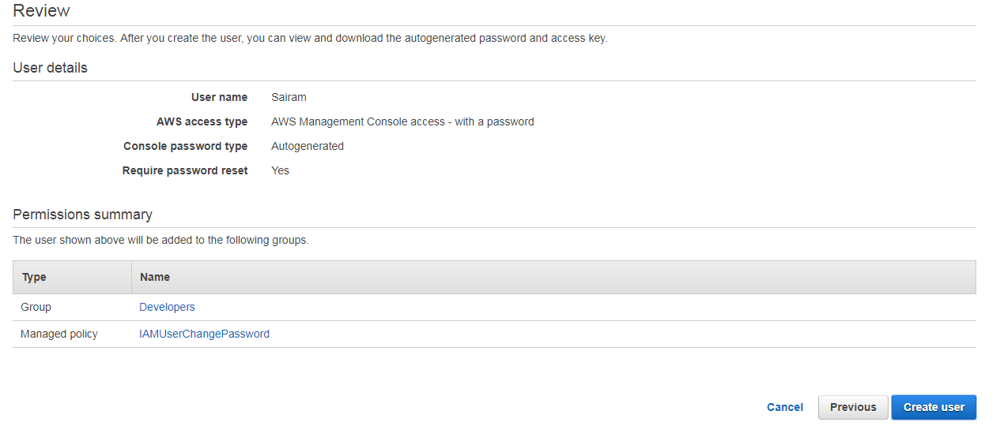 Review
Review your choices. After you create the user, you can view and download the autogenerated password and access key.
User details
User name Sairam
AWS access type AWS Management Console access - with a password
Console password type Autogenerated
Require password reset Yes
Permissions summary
The user shown above will be added to the following groups.
Type Name
Group Developers
Managed policy IAMUserChangePassword
Cancel Previous Create user